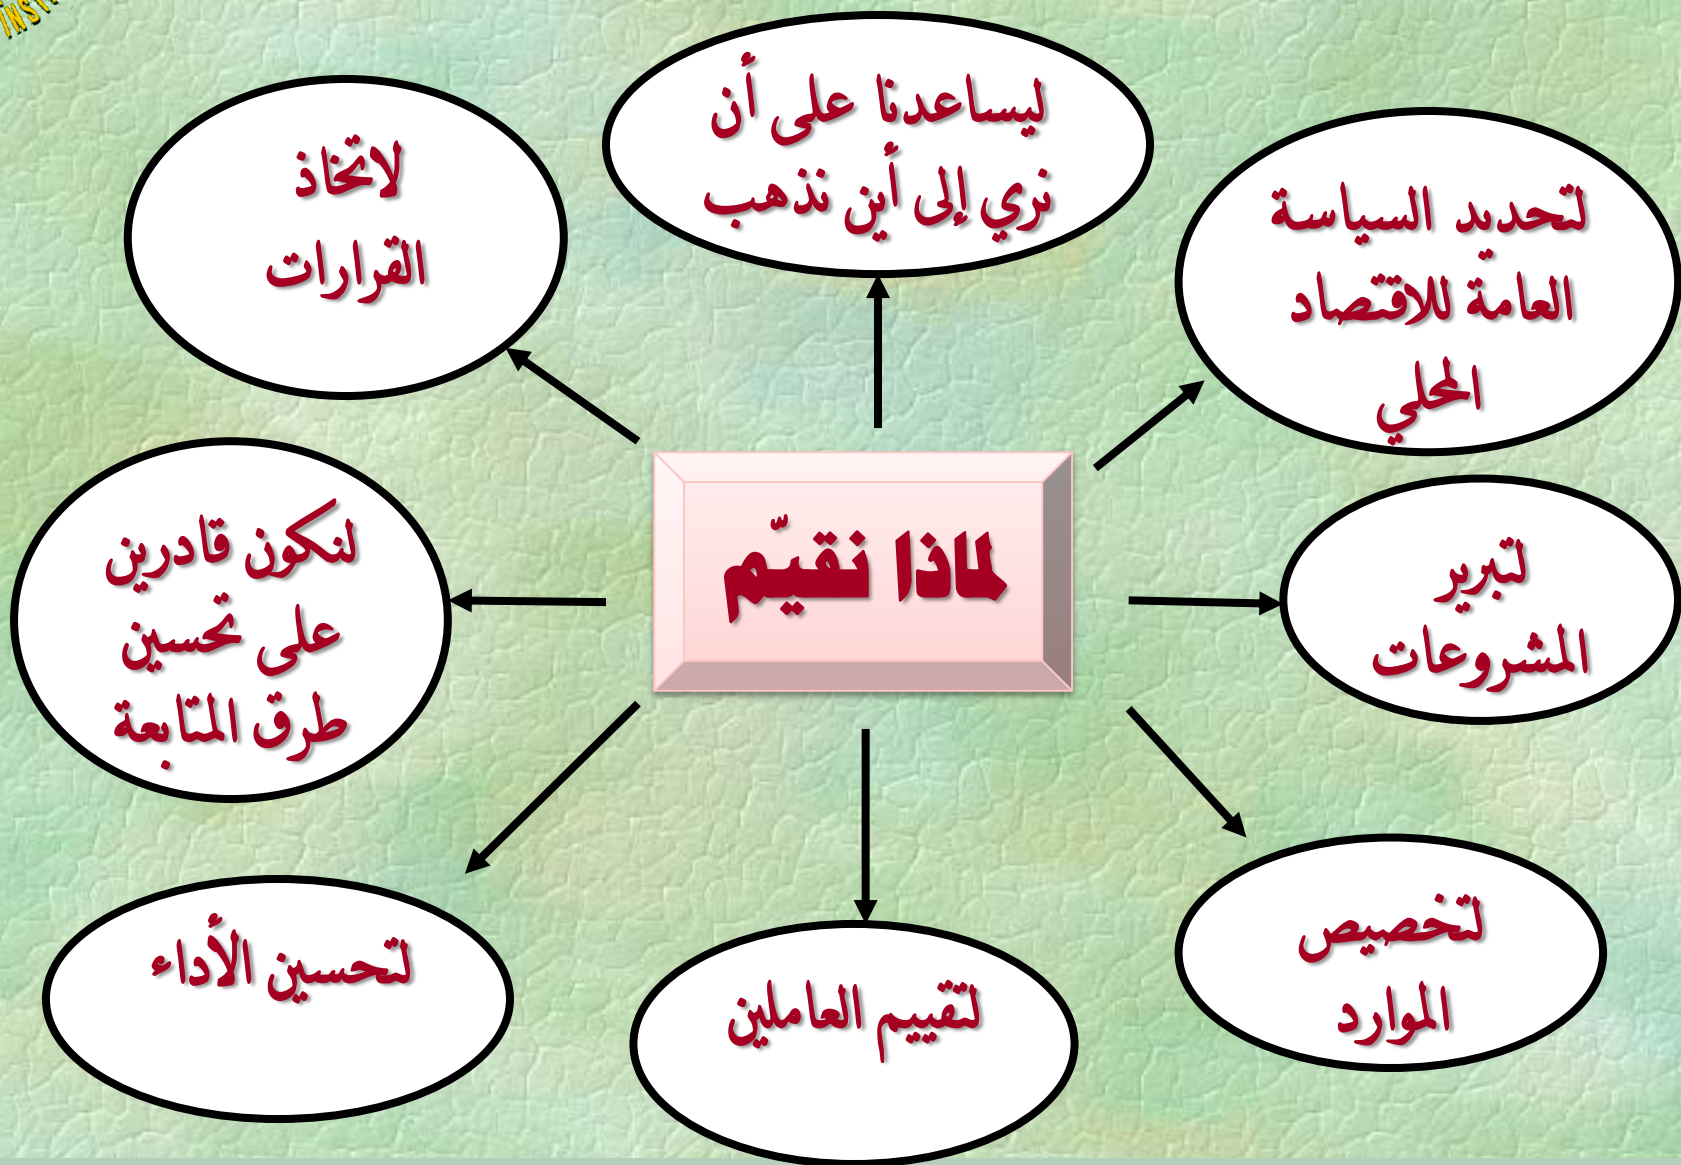 ليساعدنا على أن
نري إلى أين نذهب
لتحديد السياسة
العامة للاقتصاد
المحلي
لاتخاذ
القرارات
لماذا نقيّم
لتبرير
المشروعات
لنكون قادرين
على تحسين
طرق المتابعة
لتخصيص
الموارد
لتقييم العاملين
لتحسين الأداء